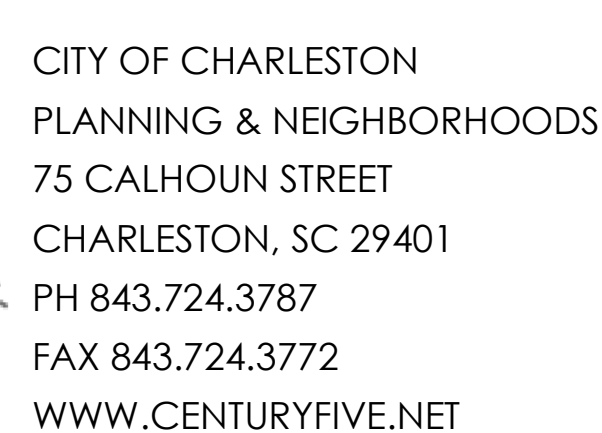 CITY OF CHARLESTON
PLANNING & NEIGHBORHOODS
75 CALHOUN STREET
CHARLESTON, SC 29401
PH 843.724.3787
FAX 843.724.3772
WWW.CENTURYFIVE.NET